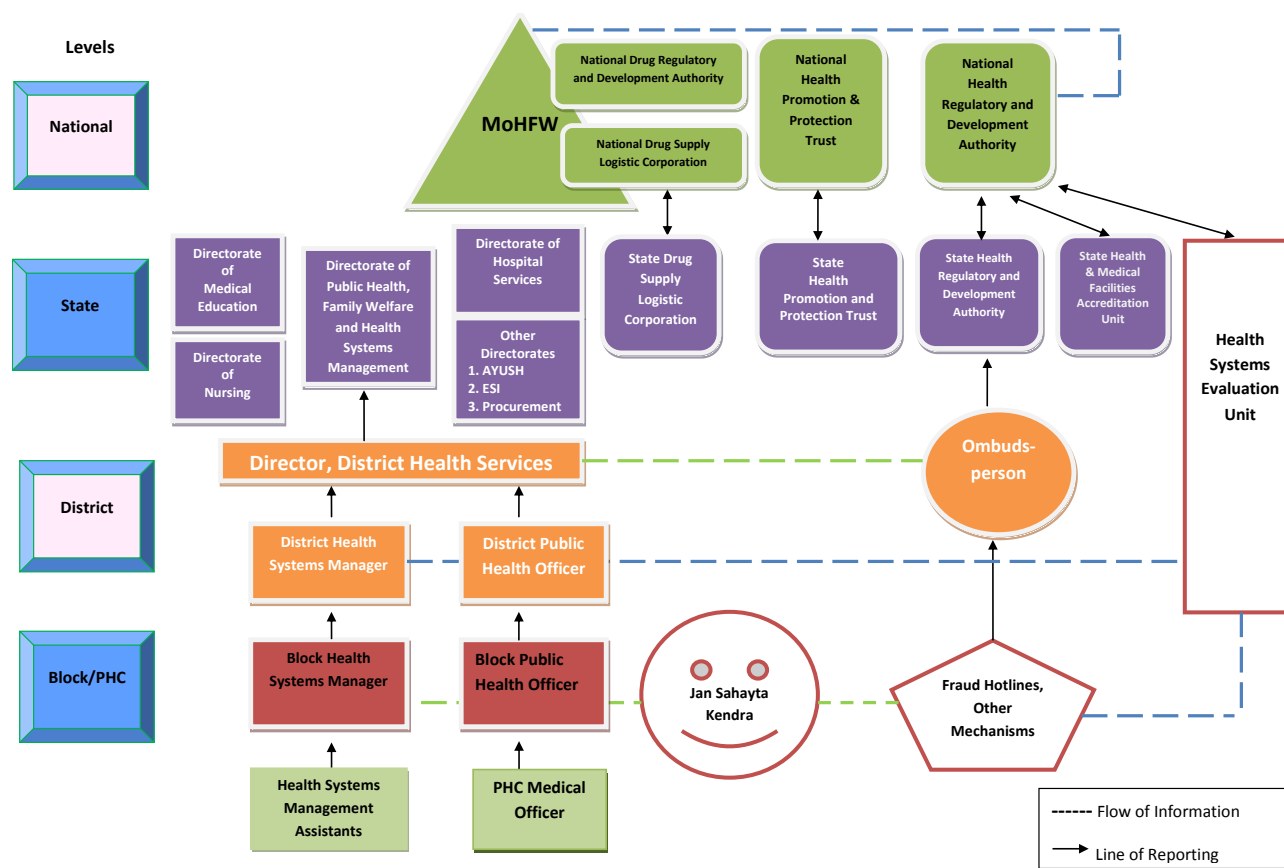 Levels
National
MoHFW
National Drug Regulatory
and Development Authority
National Drug Supply
Logistic Corporation
National
Health
Promotion &
Protection
Trust
National
Health
Regulatory and
Development
Authority
State
Directorate
of
Medical
Education
Directorate
of
Nursing
Directorate of
Public Health,
Family Welfare
and Health
Systems
Management
Directorate of
Hospital
Services
Other
Directorates
1. AYUSH
2. ESI
3. Procurement
State Drug
Supply
Logistic
Corporation
State
Health
Promotion and
Protection Trust
State Health
Regulatory and
Development
Authority
State Health
& Medical
Facilities
Accreditation
Unit
Health
Systems
Evaluation
Unit
District
Director, District Health Services
Ombuds-
person
District Health
Systems Manager
District Public
Health Officer
Block/PHC
Block Health
Systems Manager
Block Public
Health Officer
Jan Sahayta
Kendra
Fraud Hotlines,
Other
Mechanisms
Health Systems
Management
Assistants
PHC Medical
Officer
Flow of Information
Line of Reporting